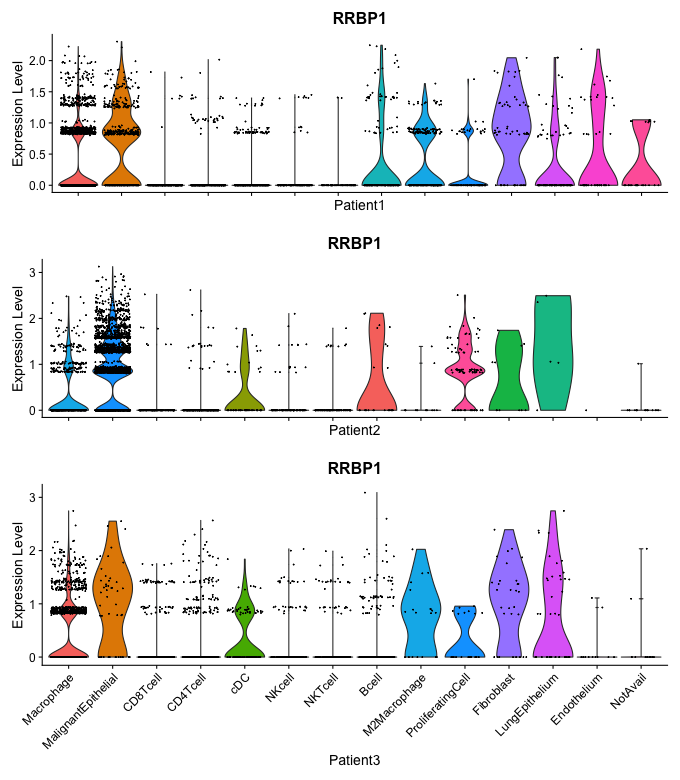 RRBP1
Expression Level
2.0
1.5
1.0
0.5
0.0
Patient1
RRBP1
Expression Level
3
2
1
0
Patient2
RRBP1
Expression Level
3
2
1
0
Macrophage
MalignantEpithelial
CD8Tcell
CD4Tcell
cDC
NKcell
NKTcell
Bcell
M2Macrophage
ProliferatingCell
Fibroblast
LungEpithelium
Endothelium
NotAvail
Patient3